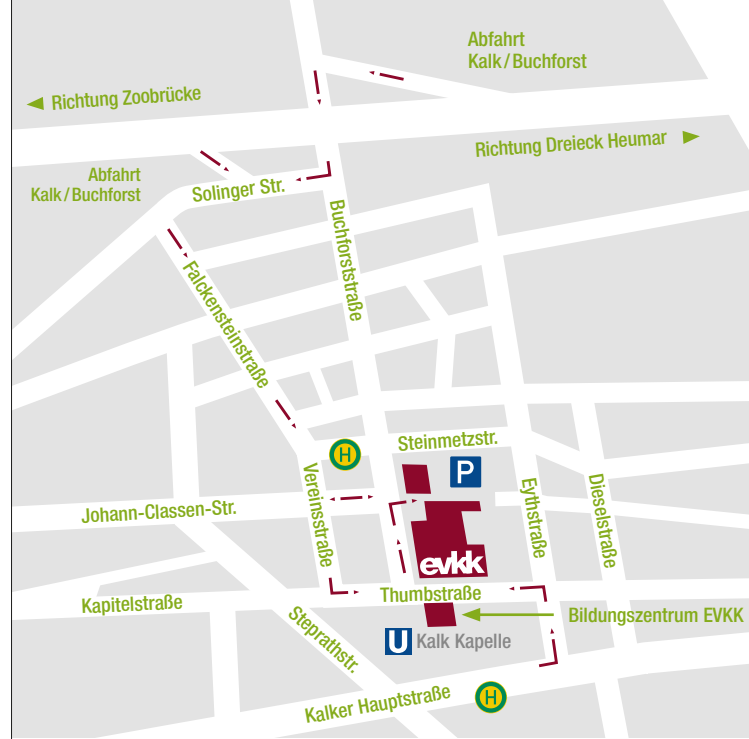 Abfahrt
Kalk / Buchforst
Richtung Zoobrücke
Richtung Dreieck Heumar
Abfahrt
Kalk / Buchforst
Solinger Str.
Buchforststraße
Falckensteinstraße
Steinmetzstr.
H
P
Vereinsstraße
Eythstraße
Dieselstraße
Johann-Classen-Str.
evkk
Thumbstraße
Kapitelstraße
Bildungszentrum EVKK
Steprathstr.
U Kalk Kapelle
Kalker Hauptstraße
H